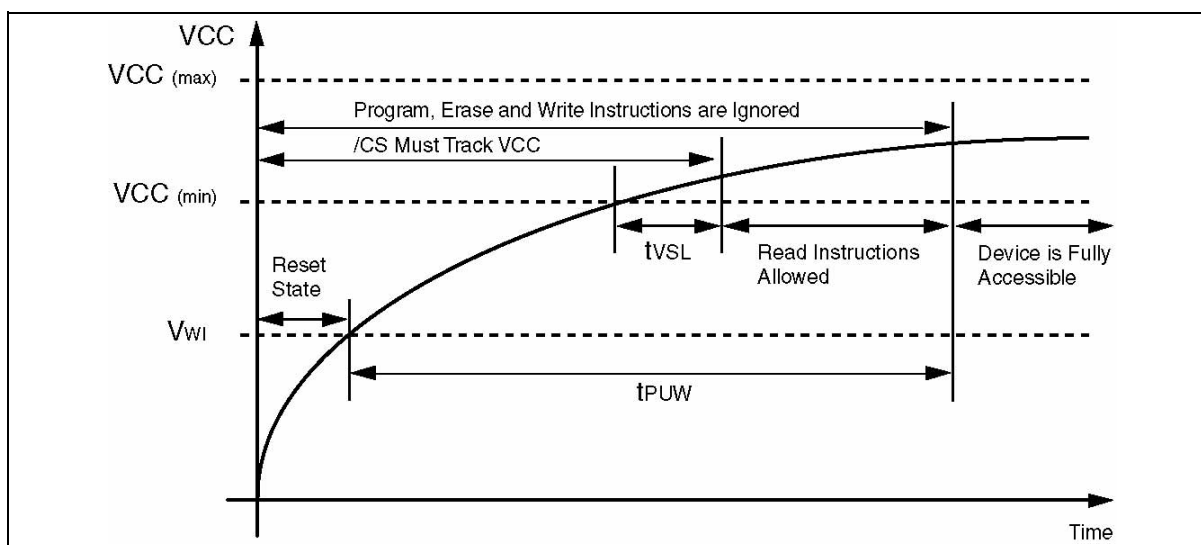 VCC
VCC (max)
Program, Erase and Write Instructions are Ignored
/CS Must Track VCC
VCC (min)
tVSL
Read Instructions
Allowed
Device is Fully
Accessible
Reset
State
VWI
tPUW
Time